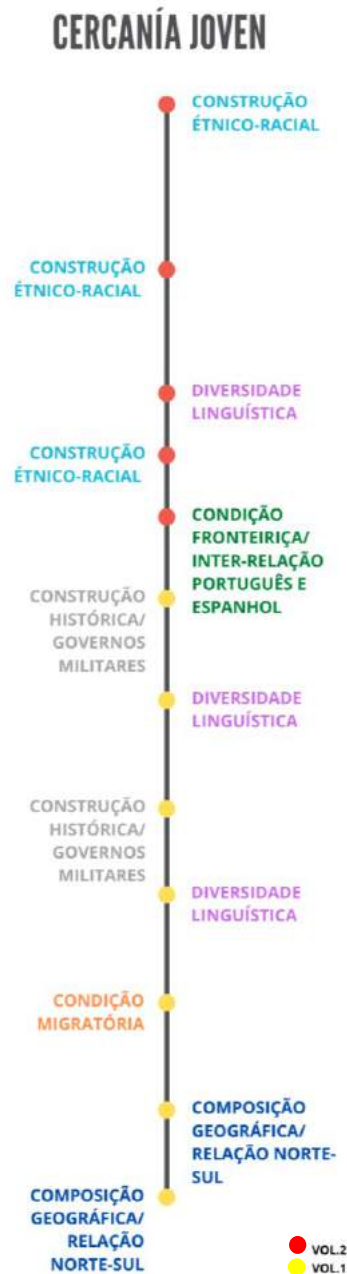 CERCANÍA JOVEN
CONSTRUÇÃO
ÉTNICO-RACIAL
CONSTRUÇÃO
ÉTNICO-RACIAL
DIVERSIDADE
LINGUÍSTICA
CONSTRUÇÃO
ÉTNICO-RACIAL
CONDIÇÃO
FRONTEIRIÇA/
INTER-RELAÇÃO
PORTUGUÊS E
ESPANHOL
CONSTRUÇÃO
HISTÓRICA/
GOVERNOS
MILITARES
DIVERSIDADE
LINGUÍSTICA
CONSTRUÇÃO
HISTÓRICA/
GOVERNOS
MILITARES
DIVERSIDADE
LINGUÍSTICA
CONDIÇÃO
MIGRATÓRIA
COMPOSIÇÃO
GEOGRÁFICA/
RELAÇÃO NORTE-
SUL
COMPOSIÇÃO
GEOGRÁFICA/
RELAÇÃO
NORTE-SUL
VOL.2
VOL.1